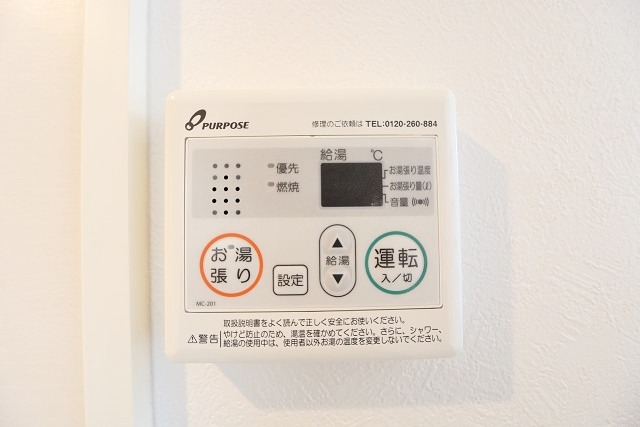 PURPOSE
修理のご依頼は TEL:0120-260-884
給湯 ℃
優先
燃焼
お湯張り温度
お湯張り量(ℓ)
音量
お湯張り
設定
▲
給湯
▼
運転
入/切
MC-201
取扱説明書をよく読んで正しく安全にお使いください。
⚠警告 やけど防止のため、湯温を確かめてください。さらに、シャワー、
給湯の使用中は、使用者以外お湯の温度を変更しないでください。